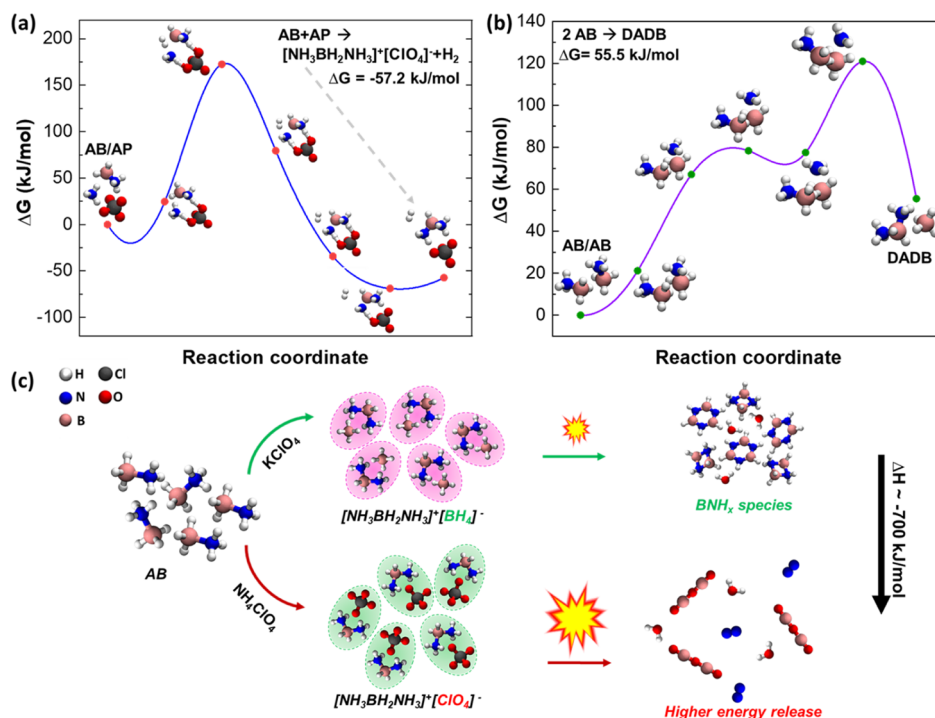 (a)
AB+AP →
[NH₃BH₂NH₃]⁺[ClO₄]⁻+H₂
ΔG = -57.2 kJ/mol
AB/AP
200
150
100
50
0
-50
-100
ΔG (kJ/mol)
Reaction coordinate
(b)
2 AB → DADB
ΔG= 55.5 kJ/mol
140
120
100
80
60
40
20
0
ΔG (kJ/mol)
AB/AB
DADB
Reaction coordinate
(c)
H
Cl
N
O
B
AB
KClO₄
NH₄ClO₄
[NH₃BH₂NH₃]⁺[BH₄]⁻
BNHₓ species
[NH₃BH₂NH₃]⁺[ClO₄]⁻
Higher energy release
ΔH ~ -700 kJ/mol